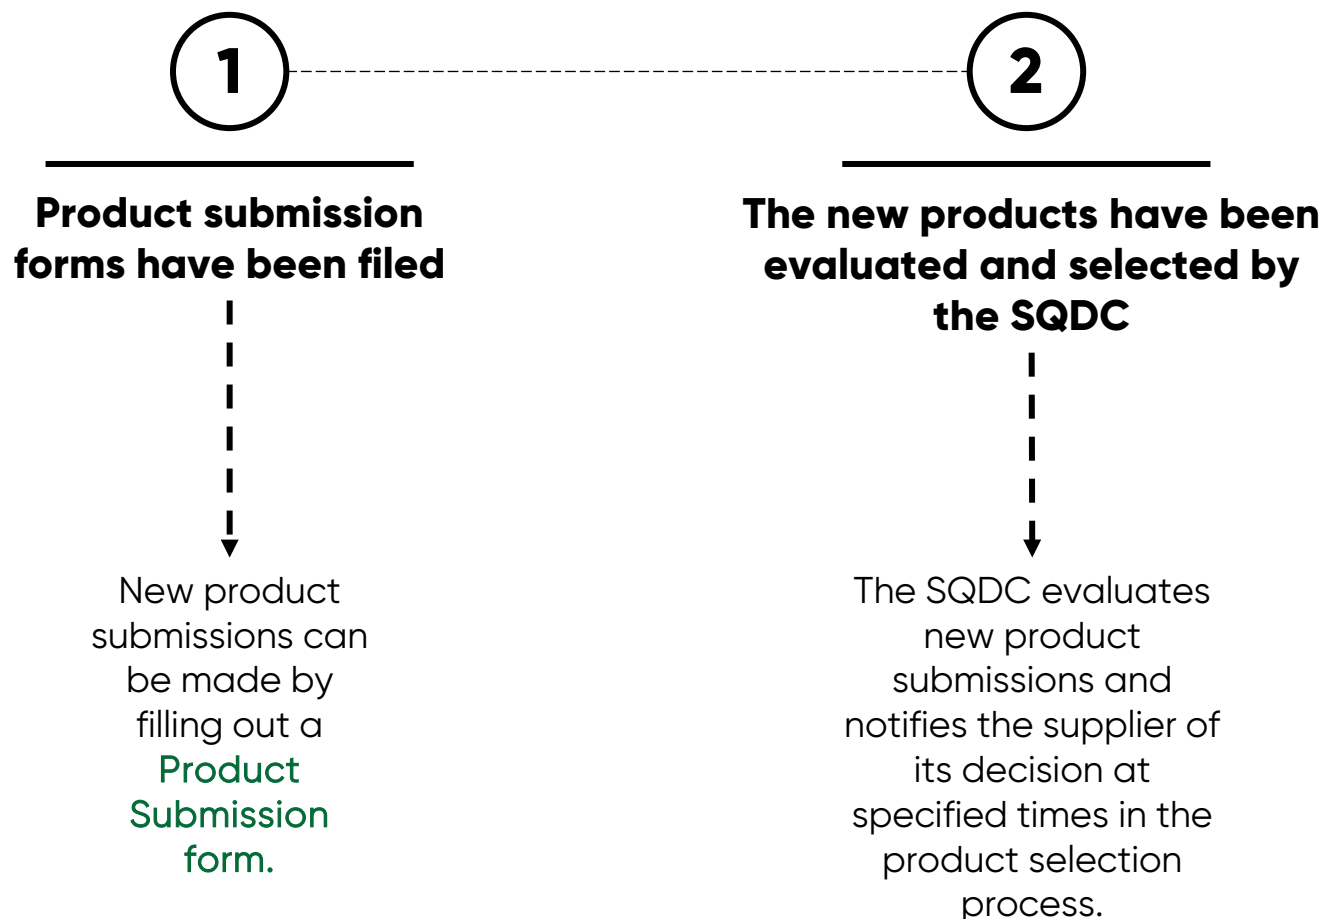 1
Product submission
forms have been filed
New product
submissions can
be made by
filling out a
Product
Submission
form.
2
The new products have been
evaluated and selected by
the SQDC
The SQDC evaluates
new product
submissions and
notifies the supplier of
its decision at
specified times in the
product selection
process.